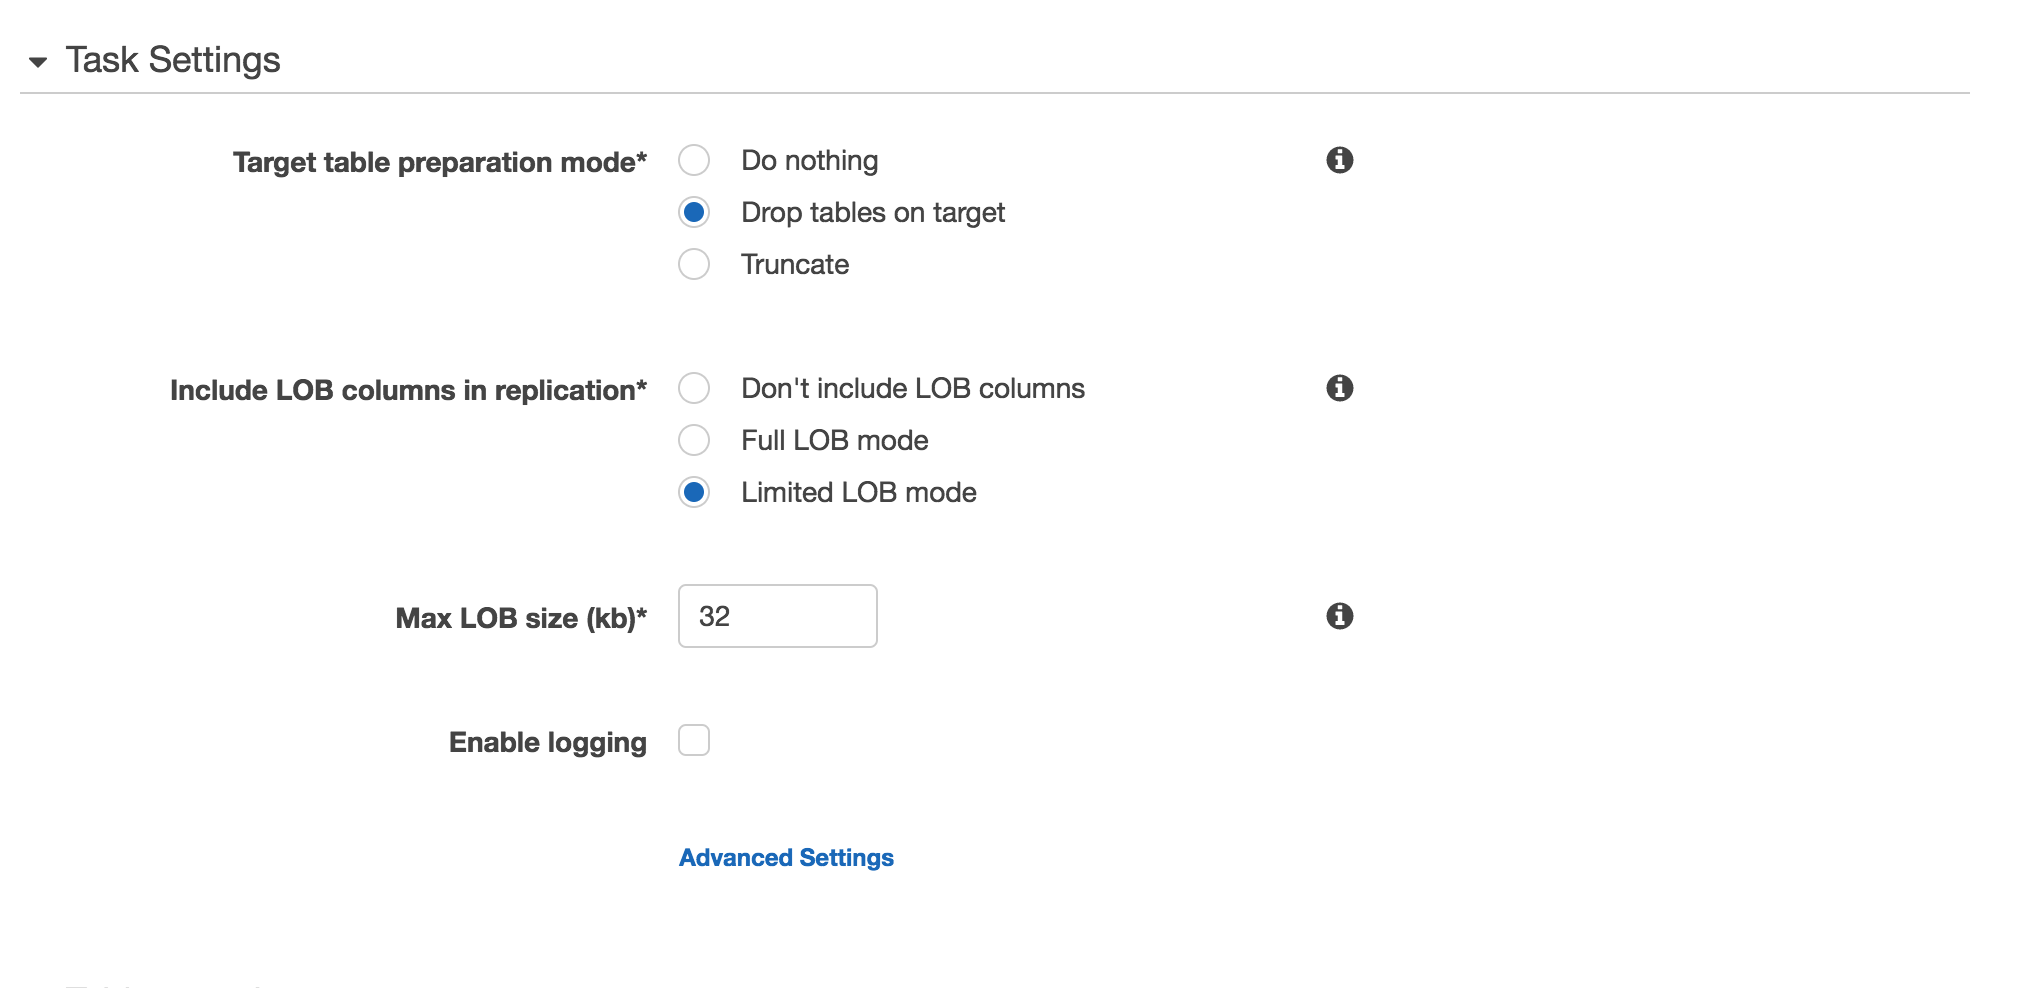 Task Settings
Target table preparation mode*
Do nothing
Drop tables on target
Truncate
Include LOB columns in replication*
Don't include LOB columns
Full LOB mode
Limited LOB mode
Max LOB size (kb)*
32
Enable logging
Advanced Settings